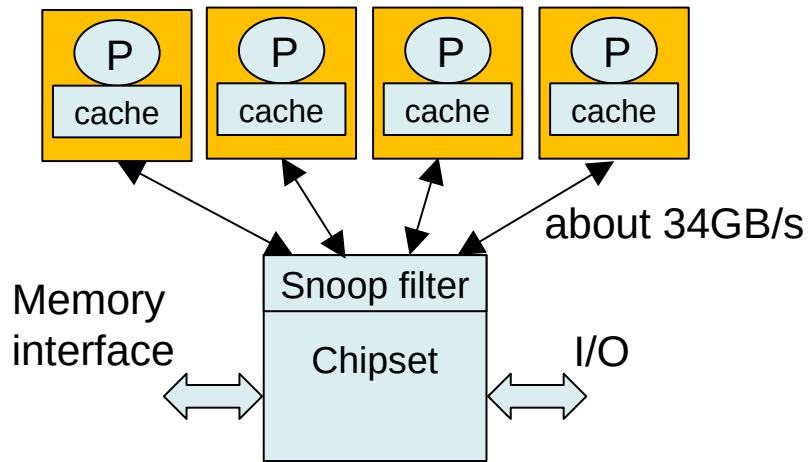 P
P
P
P
cache
cache
cache
cache
about 34GB/s
Snoop filter
Memory
interface
Chipset
I/O